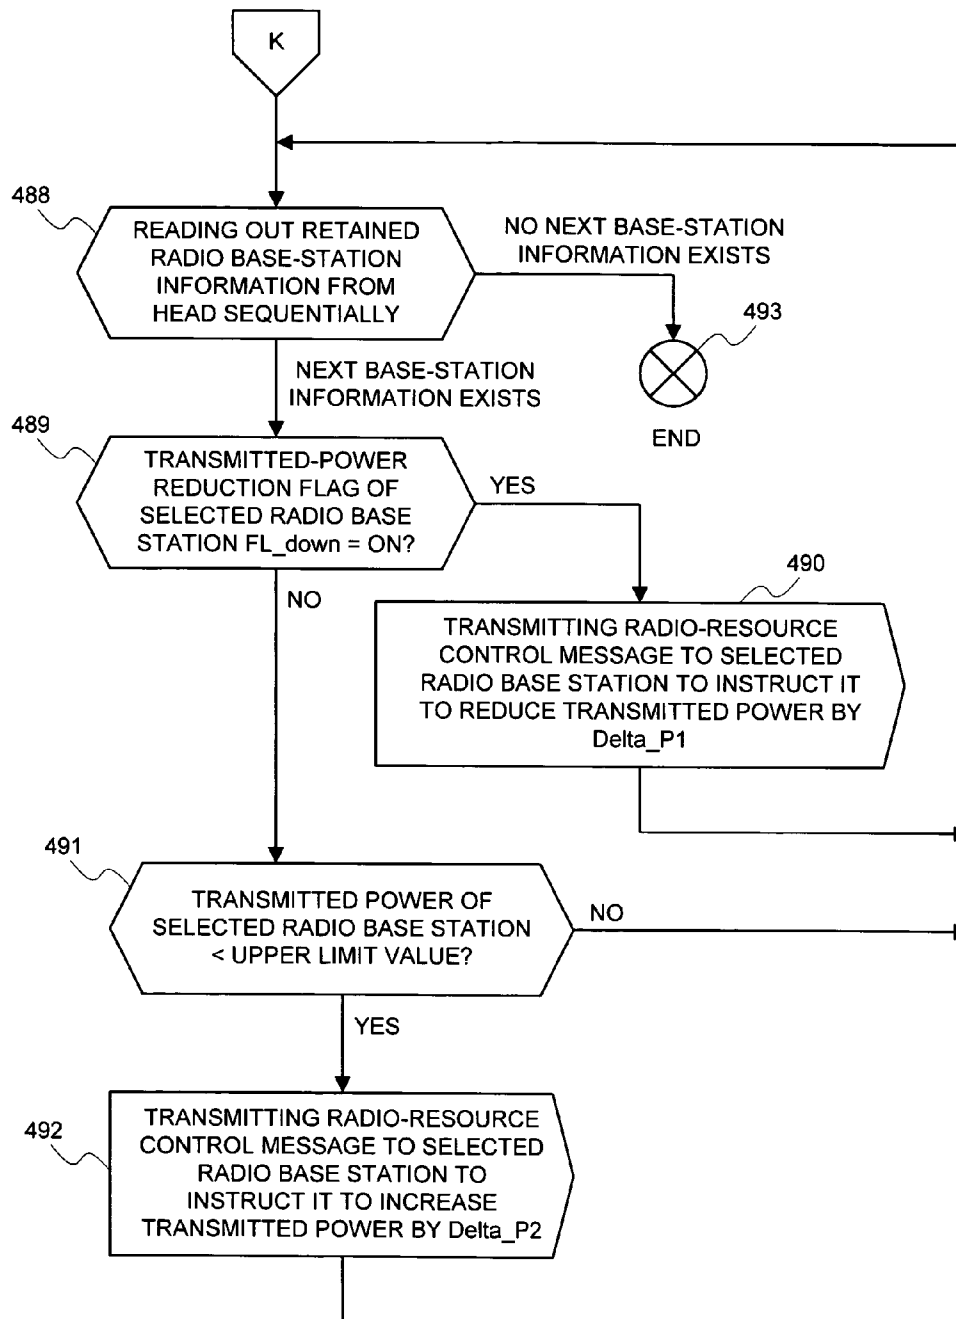 K
488
READING OUT RETAINED
RADIO BASE-STATION
INFORMATION FROM
HEAD SEQUENTIALLY
NO NEXT BASE-STATION
INFORMATION EXISTS
493
END
NEXT BASE-STATION
INFORMATION EXISTS
489
TRANSMITTED-POWER
REDUCTION FLAG OF
SELECTED RADIO BASE
STATION FL_down = ON?
YES
NO
490
TRANSMITTING RADIO-RESOURCE
CONTROL MESSAGE TO SELECTED
RADIO BASE STATION TO INSTRUCT IT
TO REDUCE TRANSMITTED POWER BY
Delta_P1
491
TRANSMITTED POWER OF
SELECTED RADIO BASE STATION
< UPPER LIMIT VALUE?
NO
YES
492
TRANSMITTING RADIO-RESOURCE
CONTROL MESSAGE TO SELECTED
RADIO BASE STATION TO
INSTRUCT IT TO INCREASE
TRANSMITTED POWER BY Delta_P2